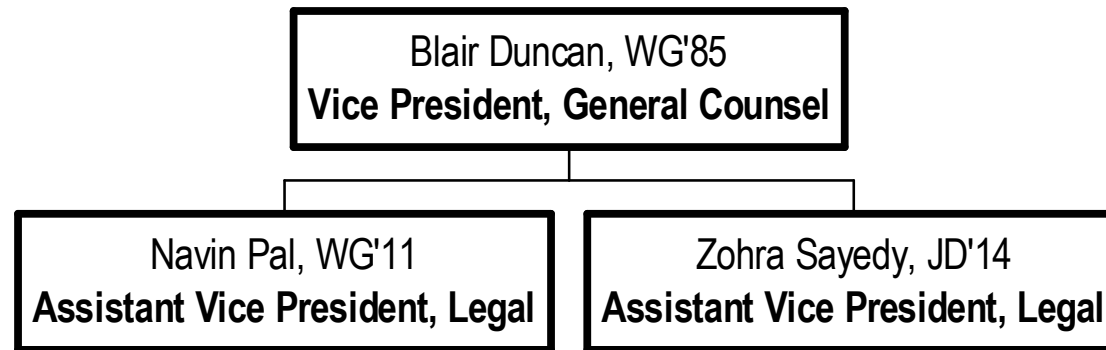 Blair Duncan, WG'85
Vice President, General Counsel
Navin Pal, WG'11
Assistant Vice President, Legal
Zohra Sayedy, JD'14
Assistant Vice President, Legal